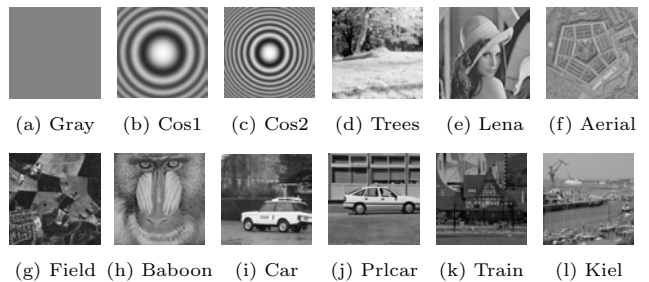 (a) Gray (b) Cos1 (c) Cos2 (d) Trees (e) Lena (f) Aerial
(g) Field (h) Baboon (i) Car (j) Prlcar (k) Train (l) Kiel